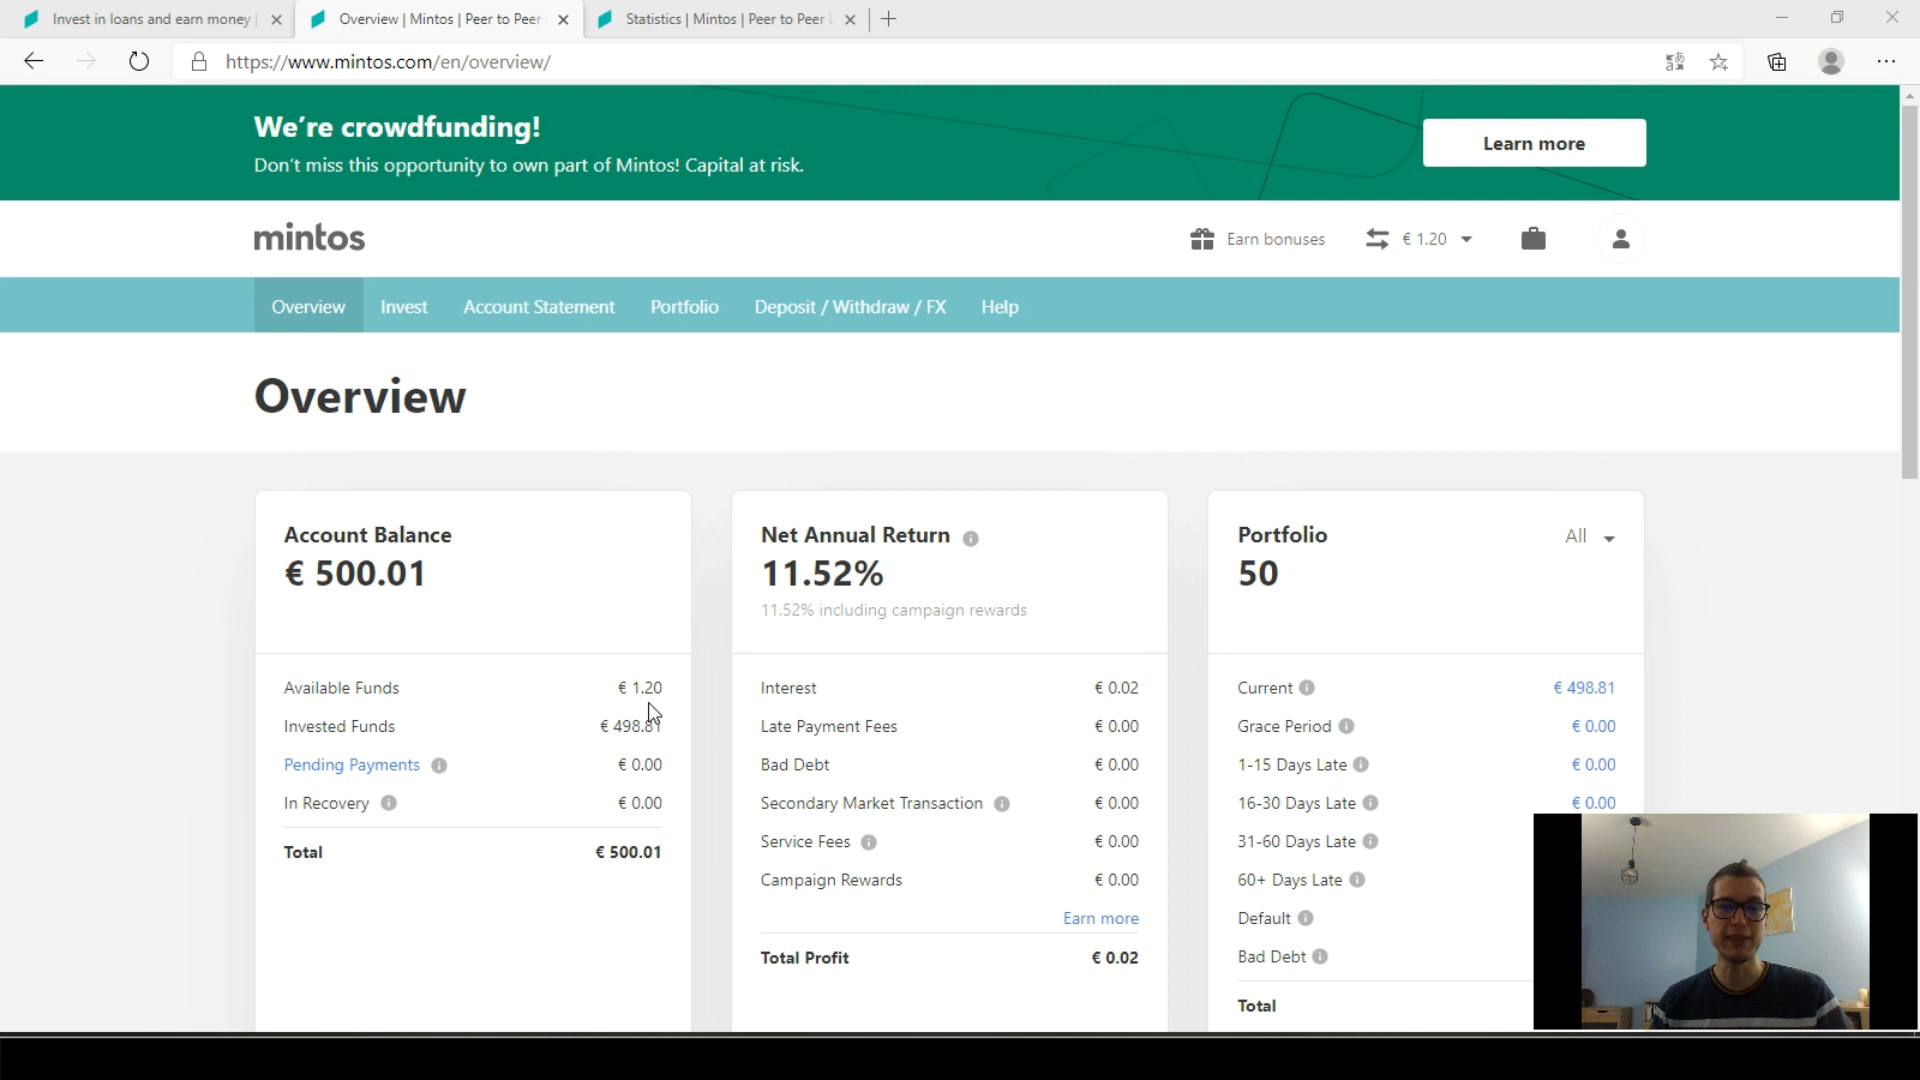 Invest in loans and earn money
Overview | Mintos | Peer to Peer
Statistics | Mintos | Peer to Peer L
https://www.mintos.com/en/overview/
We're crowdfunding!
Don't miss this opportunity to own part of Mintos! Capital at risk.
Learn more
mintos
Earn bonuses
€ 1.20
Overview
Invest
Account Statement
Portfolio
Deposit / Withdraw / FX
Help
Overview
Account Balance
€ 500.01
Available Funds € 1.20
Invested Funds € 498.81
Pending Payments € 0.00
In Recovery € 0.00
Total € 500.01
Net Annual Return
11.52%
11.52% including campaign rewards
Interest € 0.02
Late Payment Fees € 0.00
Bad Debt € 0.00
Secondary Market Transaction € 0.00
Service Fees € 0.00
Campaign Rewards € 0.00
Earn more
Total Profit € 0.02
Portfolio All
50
Current € 498.81
Grace Period € 0.00
1-15 Days Late € 0.00
16-30 Days Late € 0.00
31-60 Days Late
60+ Days Late
Default
Bad Debt
Total